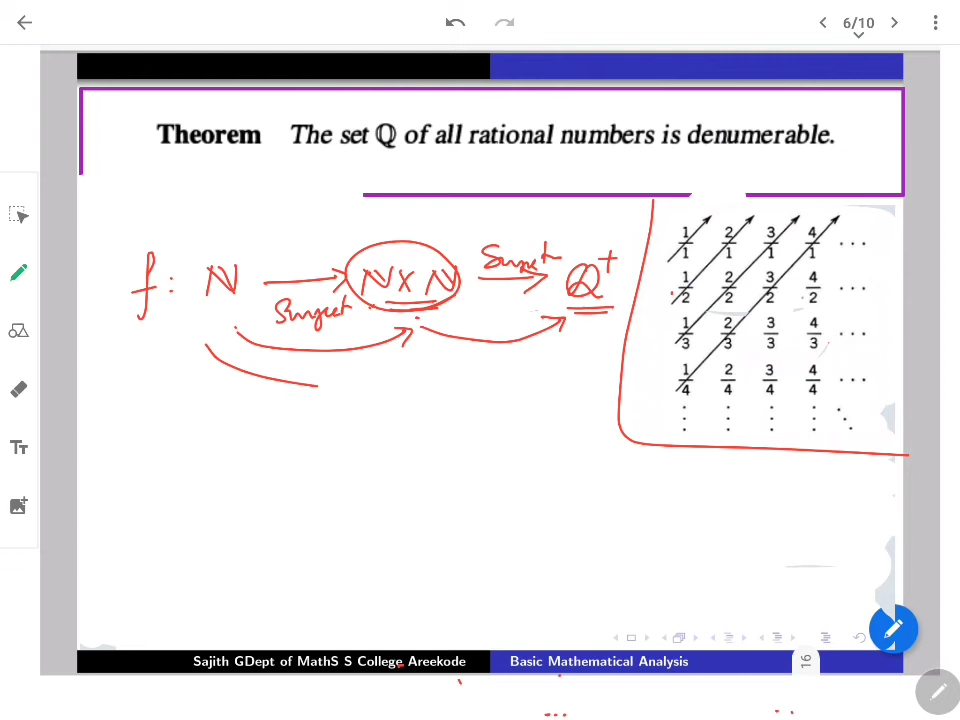 6/10
Theorem The set ℚ of all rational numbers is denumerable.
f: ℕ → ℕ×ℕ → ℚ⁺
Surject Surject
1/1 2/1 3/1 4/1 ...
1/2 2/2 3/2 4/2 ...
1/3 2/3 3/3 4/3 ...
1/4 2/4 3/4 4/4 ...
Tт
Sajith GDept of MathS S College, Areekode Basic Mathematical Analysis 16